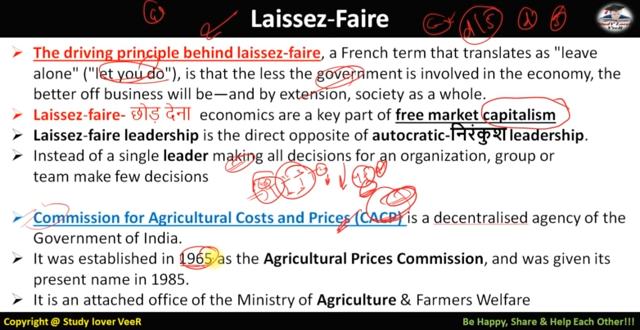 Laissez-Faire
The driving principle behind laissez-faire, a French term that translates as "leave
alone" ("let you do"), is that the less the government is involved in the economy, the
better off business will be—and by extension, society as a whole.
Laissez-faire- छोड़ देना economics are a key part of free market capitalism
Laissez-faire leadership is the direct opposite of autocratic-निरंकुश leadership.
Instead of a single leader making all decisions for an organization, group or
team make few decisions
Commission for Agricultural Costs and Prices (CACP) is a decentralised agency of the
Government of India.
It was established in 1965 as the Agricultural Prices Commission, and was given its
present name in 1985.
It is an attached office of the Ministry of Agriculture & Farmers Welfare
Copyright @ Study lover VeeR
Be Happy, Share & Help Each Other!!!